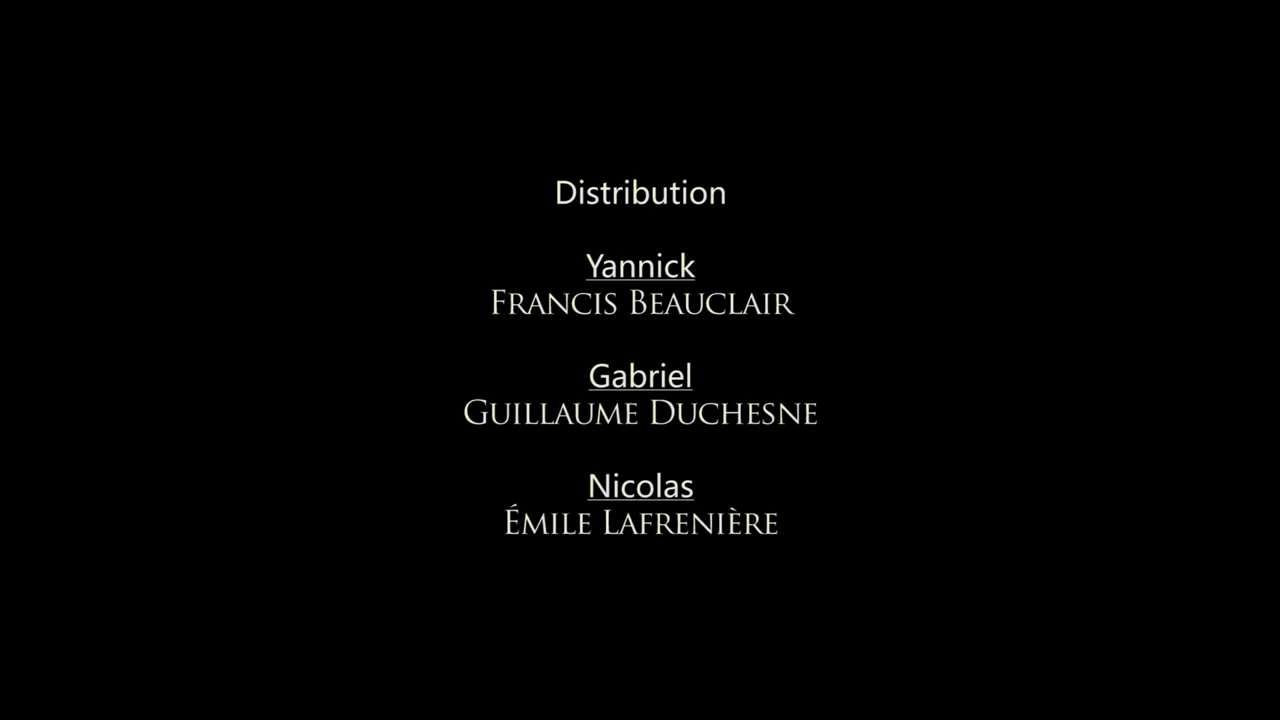 Distribution
Yannick
FRANCIS BEAUCLAIR
Gabriel
GUILLAUME DUCHESNE
Nicolas
ÉMILE LAFRENIÈRE